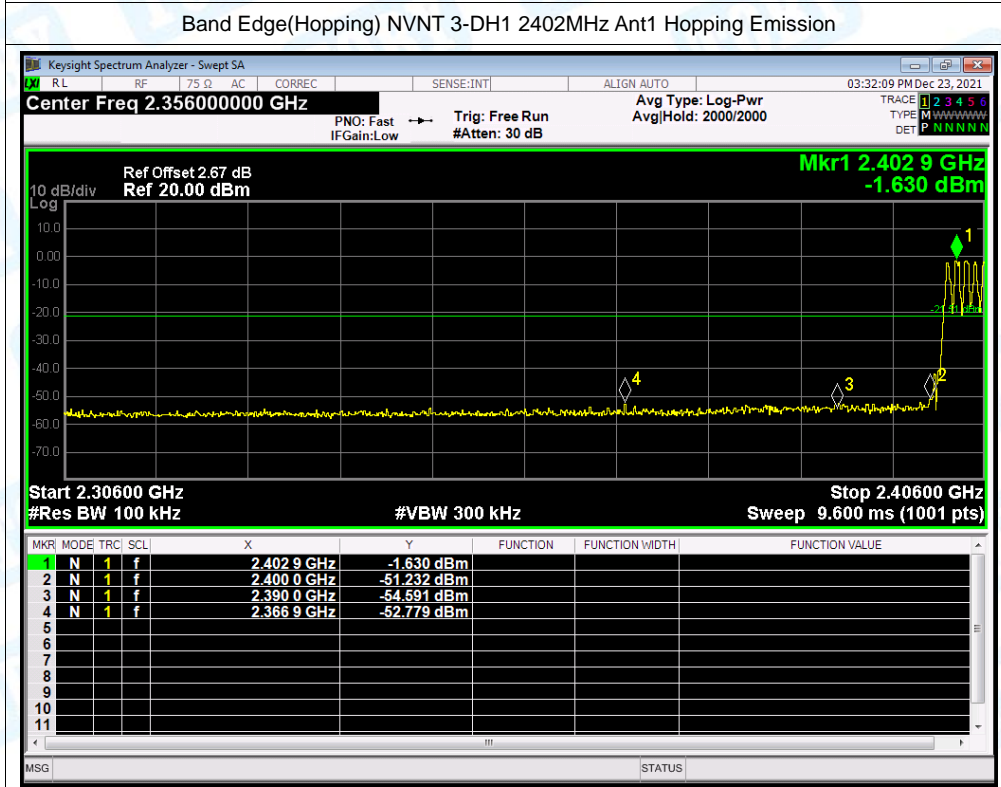 Band Edge(Hopping) NVNT 3-DH1 2402MHz Ant1 Hopping Emission
Keysight Spectrum Analyzer - Swept SA
LXI RL RF 75 Ω AC CORREC SENSE:INT ALIGN AUTO 03:32:09 PM Dec 23, 2021
Center Freq 2.356000000 GHz Avg Type: Log-Pwr TRACE 1 2 3 4 5 6
PNO: Fast Trig: Free Run Avg|Hold: 2000/2000 TYPE M WWWWW
IFGain:Low #Atten: 30 dB DET P N N N N N
Mkr1 2.402 9 GHz
Ref Offset 2.67 dB
10 dB/div Ref 20.00 dBm -1.630 dBm
Log
10.0
1
0.00
-10.0
-20.0
-21.51 dBm
-30.0
-40.0
4 3 2
-50.0
-60.0
-70.0
Start 2.30600 GHz Stop 2.40600 GHz
#Res BW 100 kHz #VBW 300 kHz Sweep 9.600 ms (1001 pts)
MKR MODE TRC SCL X Y FUNCTION FUNCTION WIDTH FUNCTION VALUE
1 N 1 f 2.402 9 GHz -1.630 dBm
2 N 1 f 2.400 0 GHz -51.232 dBm
3 N 1 f 2.390 0 GHz -54.591 dBm
4 N 1 f 2.366 9 GHz -52.779 dBm
5
6
7
8
9
10
11
MSG STATUS